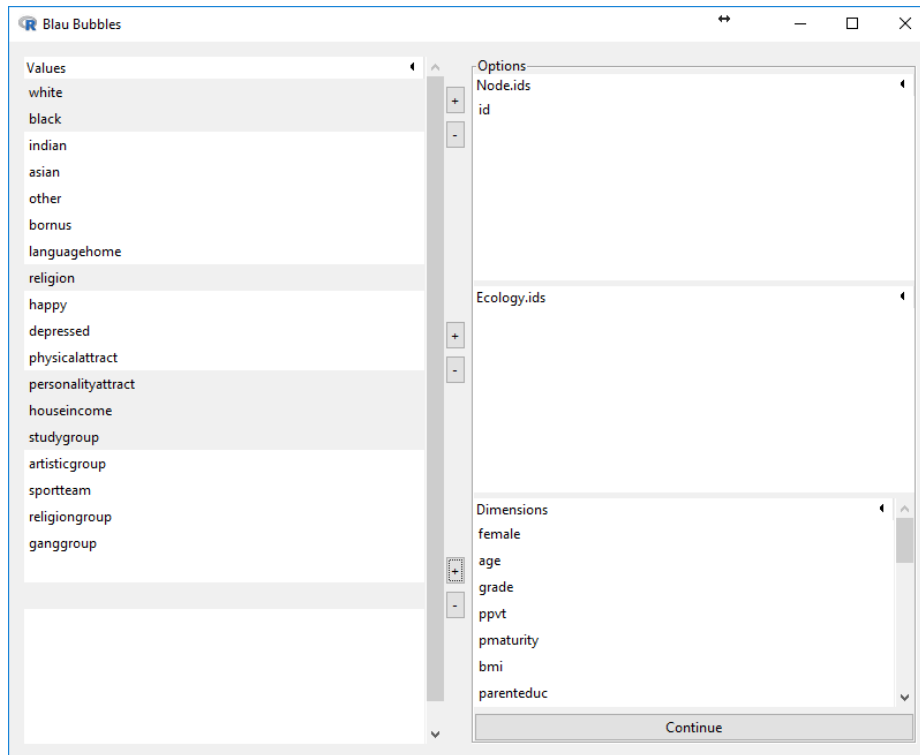 Blau Bubbles
Values
white
black
indian
asian
other
bornus
languagehome
religion
happy
depressed
physicalattract
personalityattract
houseincome
studygroup
artisticgroup
sportteam
religiongroup
ganggroup
+
-
+
-
+
-
Options
Node.ids
id
Ecology.ids
Dimensions
female
age
grade
ppvt
pmaturity
bmi
parenteduc
Continue